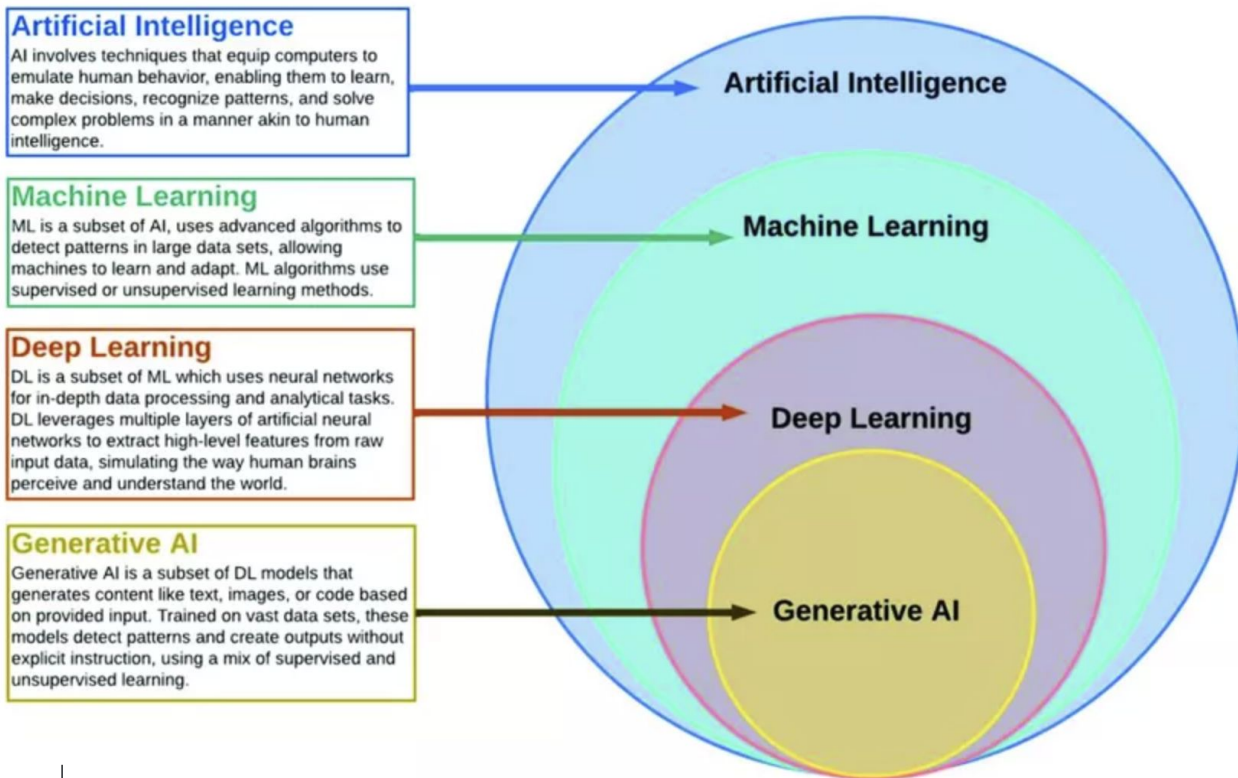 Artificial Intelligence
AI involves techniques that equip computers to
emulate human behavior, enabling them to learn,
make decisions, recognize patterns, and solve
complex problems in a manner akin to human
intelligence.
Machine Learning
ML is a subset of AI, uses advanced algorithms to
detect patterns in large data sets, allowing
machines to learn and adapt. ML algorithms use
supervised or unsupervised learning methods.
Deep Learning
DL is a subset of ML which uses neural networks
for in-depth data processing and analytical tasks.
DL leverages multiple layers of artificial neural
networks to extract high-level features from raw
input data, simulating the way human brains
perceive and understand the world.
Generative AI
Generative AI is a subset of DL models that
generates content like text, images, or code based
on provided input. Trained on vast data sets, these
models detect patterns and create outputs without
explicit instruction, using a mix of supervised and
unsupervised learning.
Artificial Intelligence
Machine Learning
Deep Learning
Generative AI